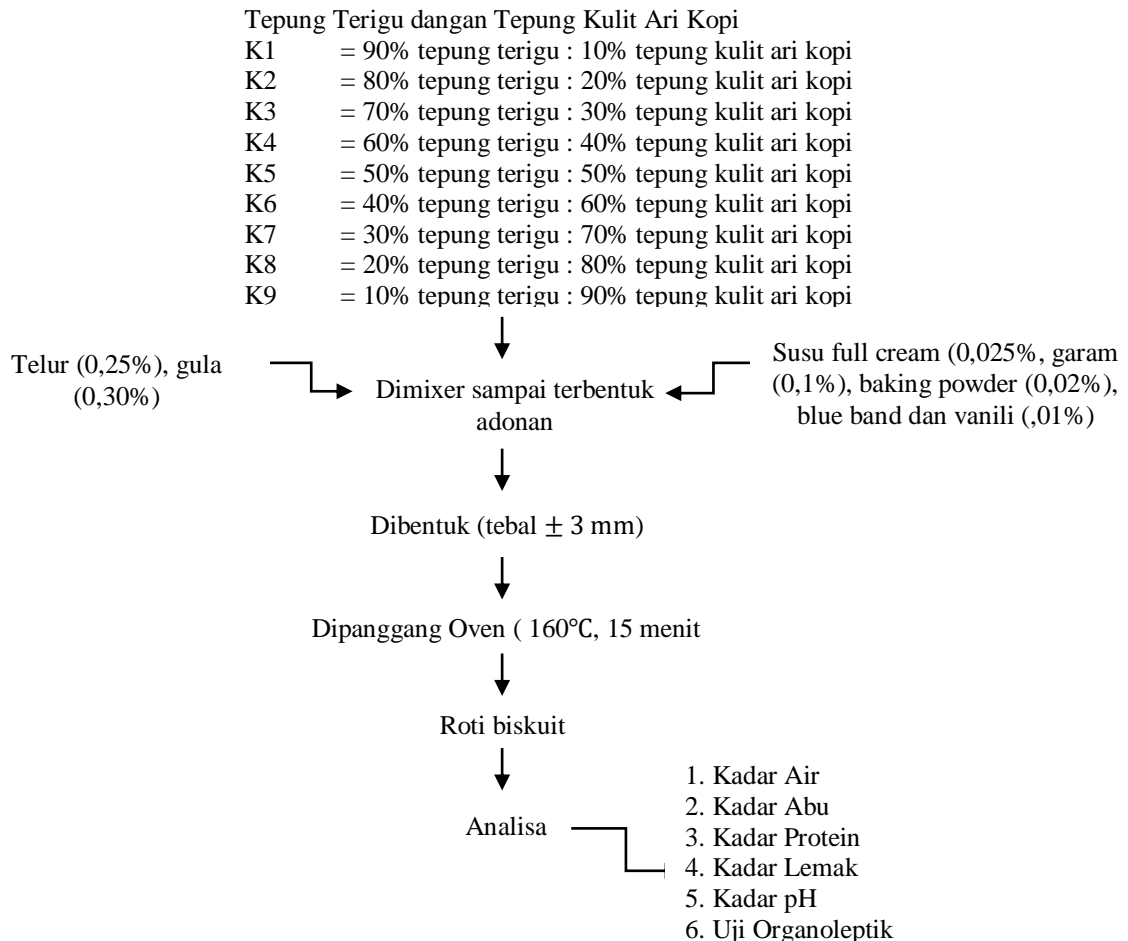 Tepung Terigu dangan Tepung Kulit Ari Kopi
K1 = 90% tepung terigu : 10% tepung kulit ari kopi
K2 = 80% tepung terigu : 20% tepung kulit ari kopi
K3 = 70% tepung terigu : 30% tepung kulit ari kopi
K4 = 60% tepung terigu : 40% tepung kulit ari kopi
K5 = 50% tepung terigu : 50% tepung kulit ari kopi
K6 = 40% tepung terigu : 60% tepung kulit ari kopi
K7 = 30% tepung terigu : 70% tepung kulit ari kopi
K8 = 20% tepung terigu : 80% tepung kulit ari kopi
K9 = 10% tepung terigu : 90% tepung kulit ari kopi
Telur (0,25%), gula
(0,30%)
Susu full cream (0,025%, garam
(0,1%), baking powder (0,02%),
blue band dan vanili (,01%)
Dimixer sampai terbentuk
adonan
Dibentuk (tebal ± 3 mm)
Dipanggang Oven ( 160°C, 15 menit
Roti biskuit
Analisa
1. Kadar Air
2. Kadar Abu
3. Kadar Protein
4. Kadar Lemak
5. Kadar pH
6. Uji Organoleptik